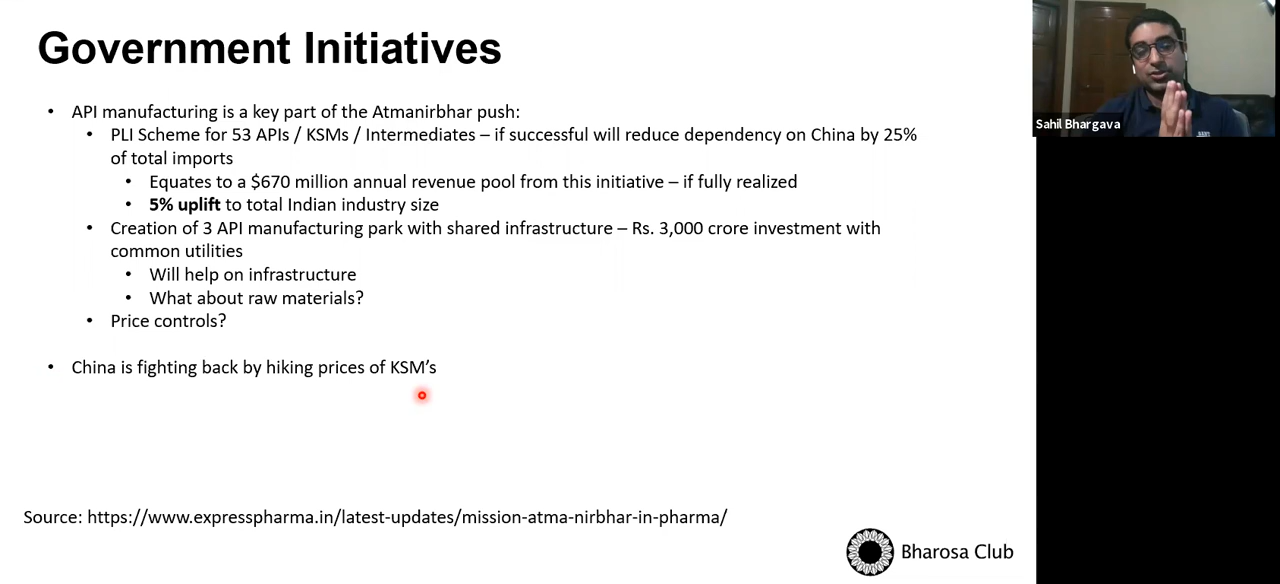 Government Initiatives
• API manufacturing is a key part of the Atmanirbhar push:
• PLI Scheme for 53 APIs / KSMs / Intermediates – if successful will reduce dependency on China by 25%
of total imports
• Equates to a $670 million annual revenue pool from this initiative – if fully realized
• 5% uplift to total Indian industry size
• Creation of 3 API manufacturing park with shared infrastructure – Rs. 3,000 crore investment with
common utilities
• Will help on infrastructure
• What about raw materials?
• Price controls?
• China is fighting back by hiking prices of KSM’s
Source: https://www.expresspharma.in/latest-updates/mission-atma-nirbhar-in-pharma/
Bharosa Club
Sahil Bhargava